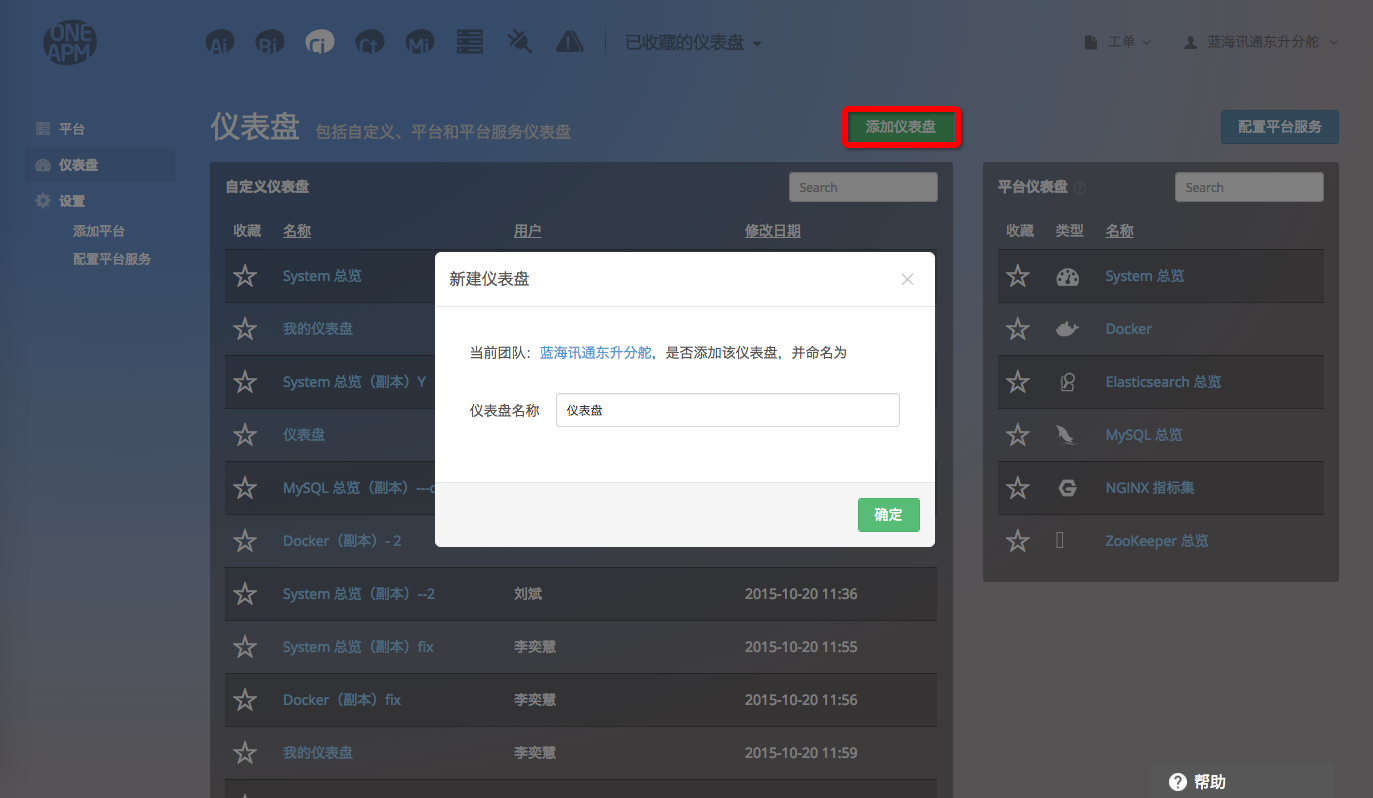 ONE
APM
Ai Bi Ci Ct Mi 已收藏的仪表盘 工单 蓝海讯通东升分舵
平台
仪表盘
设置
添加平台
配置平台服务
仪表盘 包括自定义、平台和平台服务仪表盘 添加仪表盘 配置平台服务
自定义仪表盘 Search
收藏 名称 用户 修改日期
System 总览
我的仪表盘
System 总览（副本）Y
仪表盘
MySQL 总览（副本）---c
Docker（副本）- 2
System 总览（副本）--2 刘斌 2015-10-20 11:36
System 总览（副本）fix 李奕慧 2015-10-20 11:55
Docker（副本）fix 李奕慧 2015-10-20 11:56
我的仪表盘 李奕慧 2015-10-20 11:59
新建仪表盘 ×
当前团队：蓝海讯通东升分舵，是否添加该仪表盘，并命名为
仪表盘名称 仪表盘
确定
平台仪表盘 ? Search
收藏 类型 名称
System 总览
Docker
Elasticsearch 总览
MySQL 总览
NGINX 指标集
ZooKeeper 总览
? 帮助